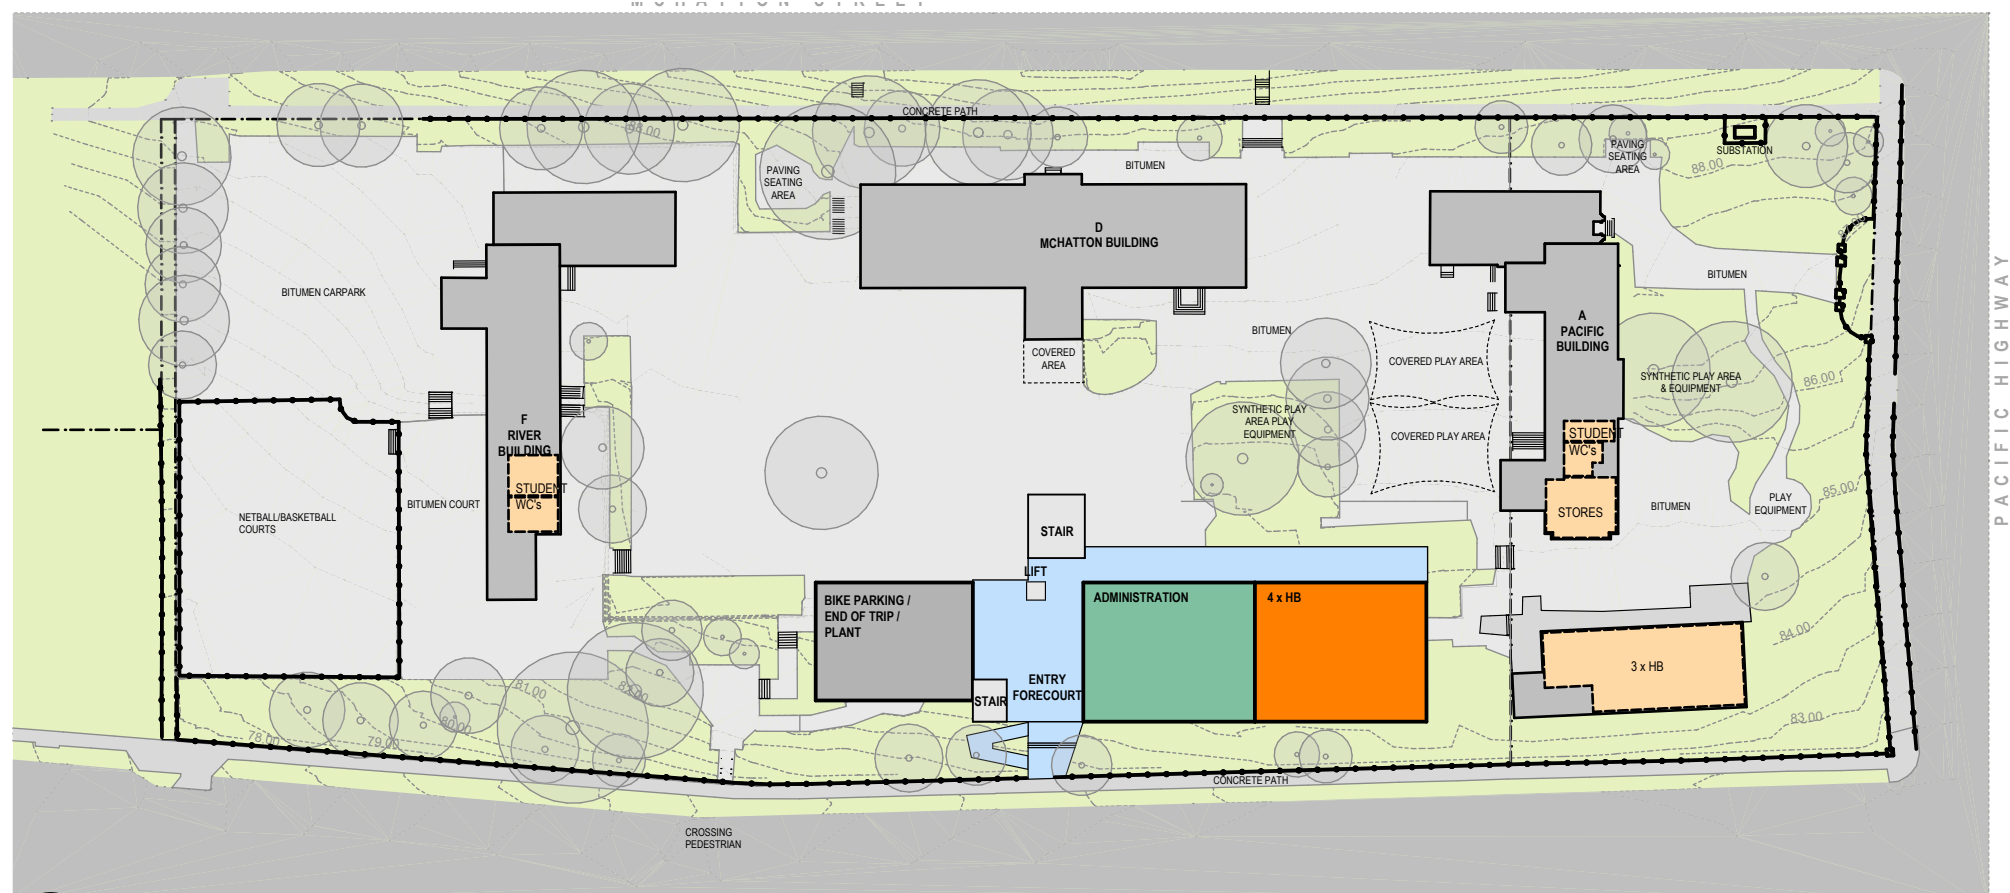 MCHATTON STREET
CONCRETE PATH
88.00
PAVING
SEATING
AREA
BITUMEN
D
MCHATTON BUILDING
PAVING
SEATING
AREA
SUBSTATION
88.00
BITUMEN
PACIFIC HIGHWAY
BITUMEN CARPARK
BITUMEN
A
PACIFIC
BUILDING
COVERED
AREA
COVERED PLAY AREA
COVERED PLAY AREA
SYNTHETIC PLAY AREA
& EQUIPMENT
86.00
SYNTHETIC PLAY
AREA PLAY
EQUIPMENT
F
RIVER
BUILDING
STUDENT
WC's
STUDENT
WC's
BITUMEN COURT
NETBALL/BASKETBALL
COURTS
STORES
BITUMEN
PLAY
EQUIPMENT
85.00
STAIR
LIFT
BIKE PARKING /
END OF TRIP /
PLANT
ADMINISTRATION
4 x HB
84.00
3 x HB
ENTRY
FORECOURT
STAIR
83.00
81.00
80.00
79.00
78.00
CONCRETE PATH
CROSSING
PEDESTRIAN